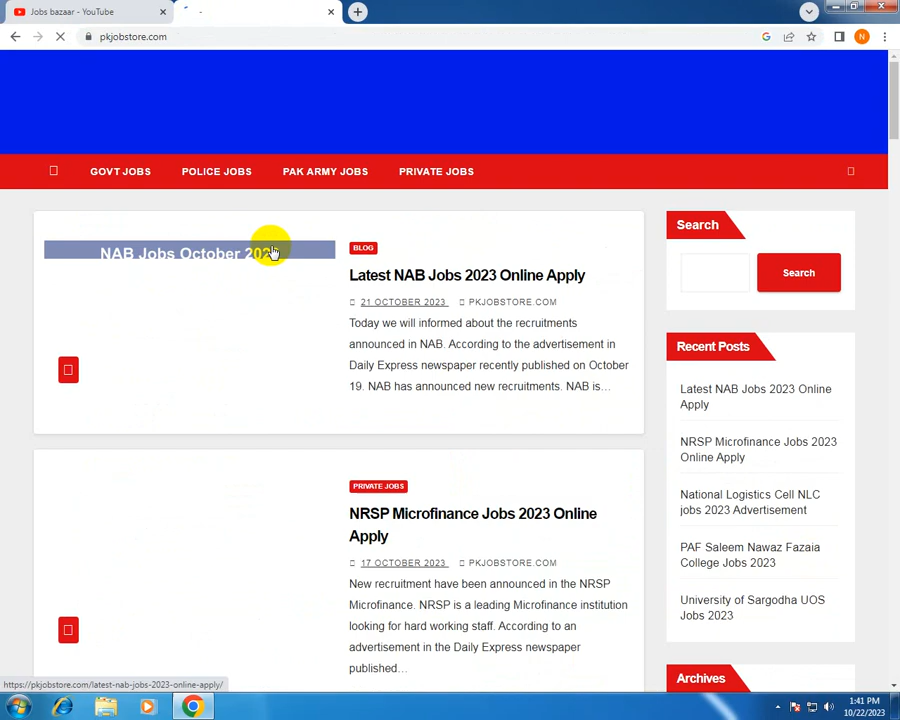 Jobs bazaar - YouTube
pkjobstore.com
N
GOVT JOBS
POLICE JOBS
PAK ARMY JOBS
PRIVATE JOBS
NAB Jobs October 202
BLOG
Latest NAB Jobs 2023 Online Apply
21 OCTOBER 2023
PKJOBSTORE.COM
Today we will informed about the recruitments
announced in NAB. According to the advertisement in
Daily Express newspaper recently published on October
19. NAB has announced new recruitments. NAB is…
PRIVATE JOBS
NRSP Microfinance Jobs 2023 Online
Apply
17 OCTOBER 2023
PKJOBSTORE.COM
New recruitment have been announced in the NRSP
Microfinance. NRSP is a leading Microfinance institution
looking for hard working staff. According to an
advertisement in the Daily Express newspaper
published…
Search
Search
Recent Posts
Latest NAB Jobs 2023 Online
Apply
NRSP Microfinance Jobs 2023
Online Apply
National Logistics Cell NLC
jobs 2023 Advertisement
PAF Saleem Nawaz Fazaia
College Jobs 2023
University of Sargodha UOS
Jobs 2023
Archives
https://pkjobstore.com/latest-nab-jobs-2023-online-apply/
1:41 PM
10/22/2023